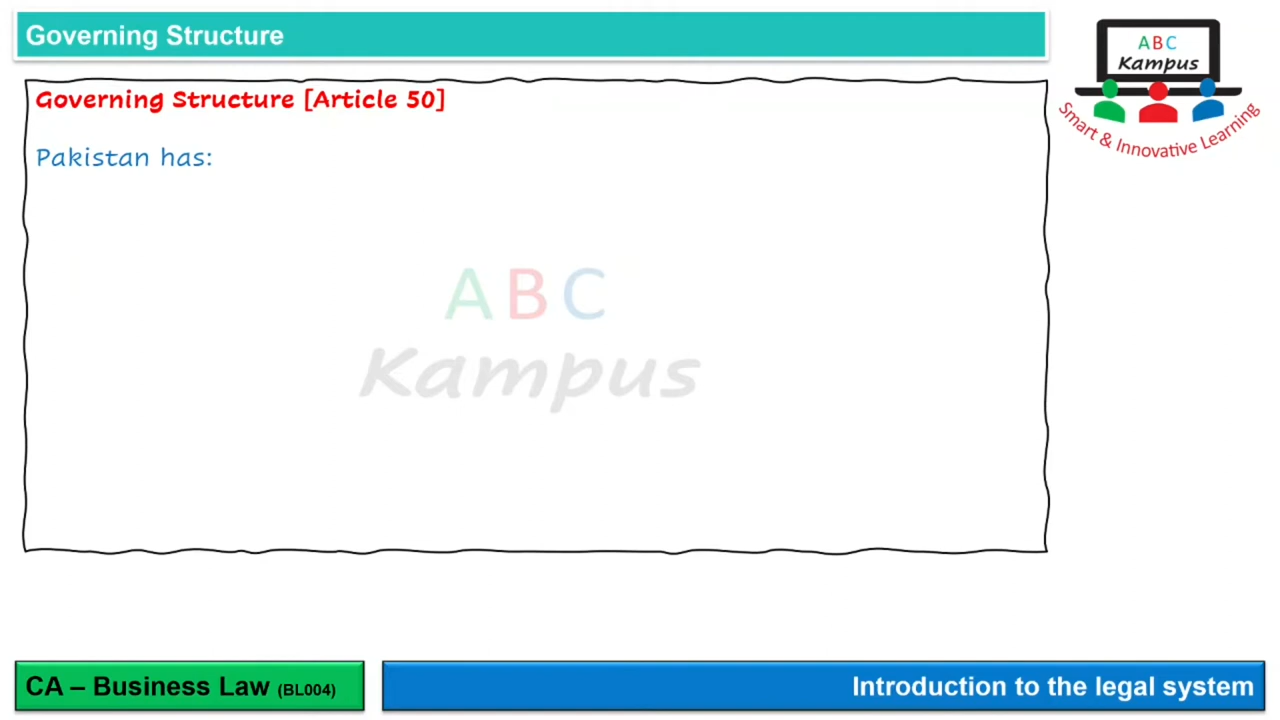 Governing Structure
ABC
Kampus
Smart & Innovative Learning
Governing Structure [Article 50]
Pakistan has:
ABC
Kampus
CA – Business Law (BL004)
Introduction to the legal system